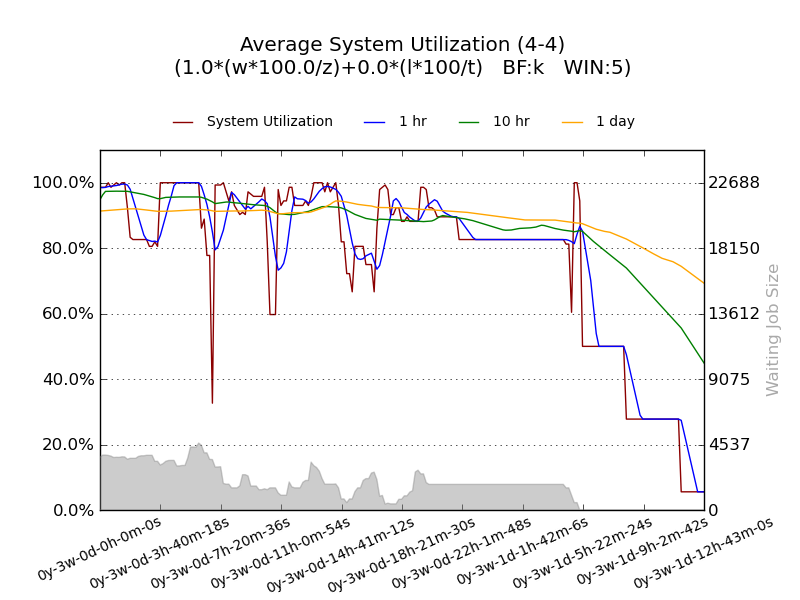 Average System Utilization (4-4)
(1.0*(w*100.0/z)+0.0*(l*100/t)   BF:k   WIN:5)
System Utilization   1 hr   10 hr   1 day
100.0%   22688
80.0%   18150
60.0%   13612
40.0%   9075
20.0%   4537
0.0%   0
Waiting Job Size
0y-3w-0d-0h-0m-0s
0y-3w-0d-3h-40m-18s
0y-3w-0d-7h-20m-36s
0y-3w-0d-11h-0m-54s
0y-3w-0d-14h-41m-12s
0y-3w-0d-18h-21m-30s
0y-3w-0d-22h-1m-48s
0y-3w-1d-1h-42m-6s
0y-3w-1d-5h-22m-24s
0y-3w-1d-9h-2m-42s
0y-3w-1d-12h-43m-0s